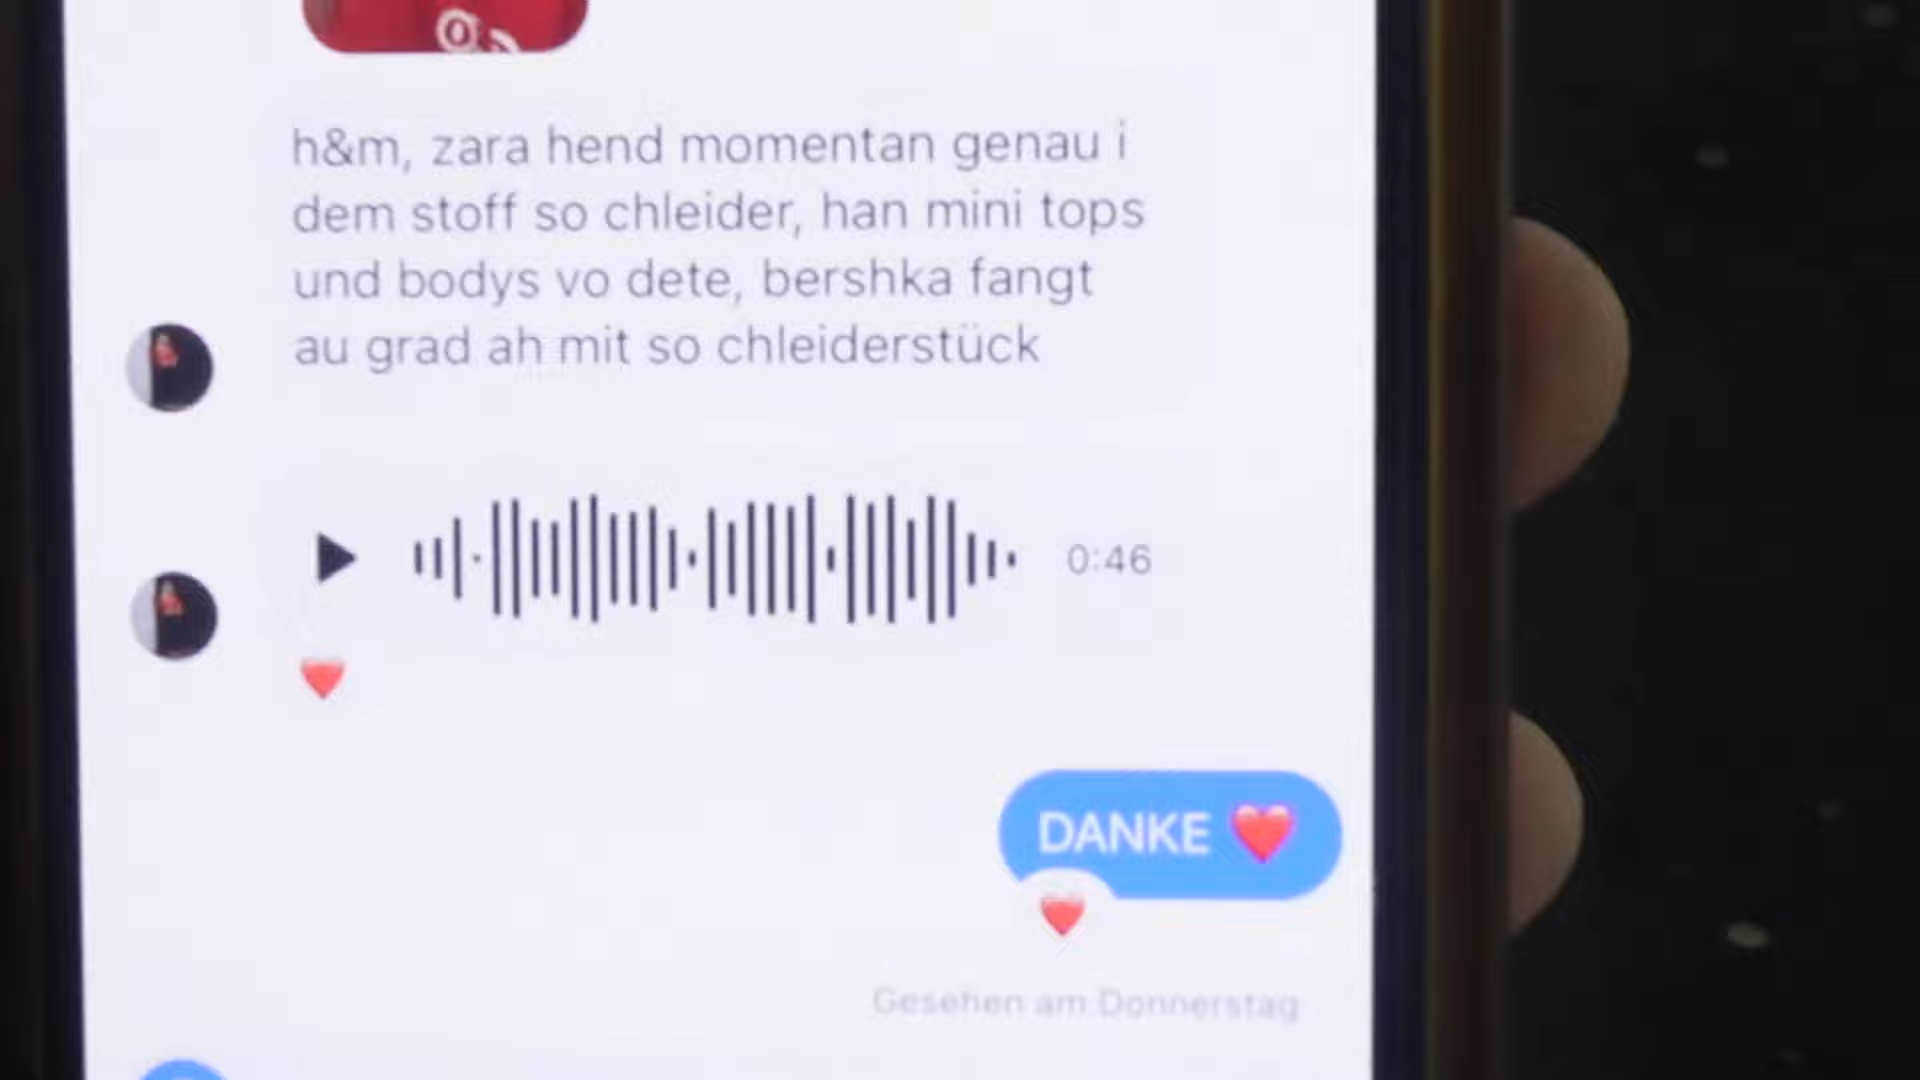 h&m, zara hend momentan genau i
dem stoff so chleider, han mini tops
und bodys vo dete, bershka fangt
au grad ah mit so chleiderstück
0:46
DANKE ❤️
Gesehen am Donnerstag